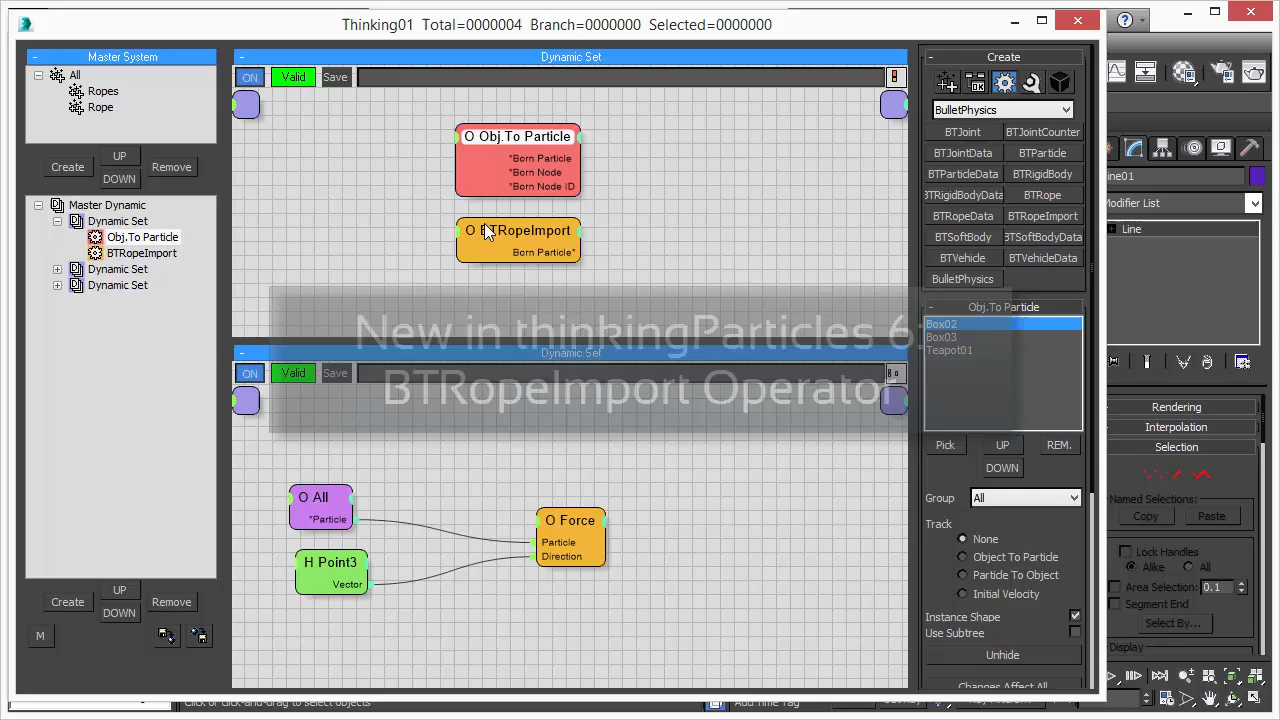 Thinking01 Total=0000004 Branch=0000000 Selected=0000000
Master System
All
Ropes
Rope
Create
UP
DOWN
Remove
Master Dynamic
Dynamic Set
Obj.To Particle
BTRopeImport
Dynamic Set
Dynamic Set
Create
UP
DOWN
Remove
M
Dynamic Set
ON
Valid
Save
O Obj.To Particle
*Born Particle
*Born Node
*Born Node ID
O BTRopeImport
Born Particle*
New in thinkingParticles 6:
BTRopeImport Operator
Dynamic Set
ON
Valid
Save
O All
*Particle
H Point3
Vector
O Force
Particle
Direction
Create
BulletPhysics
BTJoint
BTJointCounter
BTJointData
BTParticle
BTParticleData
BTRigidBody
BTRigidBodyData
BTRope
BTRopeData
BTRopeImport
BTSoftBody
BTSoftBodyData
BTVehicle
BTVehicleData
BulletPhysics
Obj.To Particle
Box02
Box03
Teapot01
Pick
UP
REM.
DOWN
Group
All
Track
None
Object To Particle
Particle To Object
Initial Velocity
Instance Shape
Use Subtree
Unhide
Changes Affect All
ine01
Modifier List
Line
Rendering
Interpolation
Selection
Named Selections:
Copy
Paste
Lock Handles
Alike
All
Area Selection:
0.1
Segment End
Select By...
Display
Click or click-and-drag to select objects
Add Time Tag